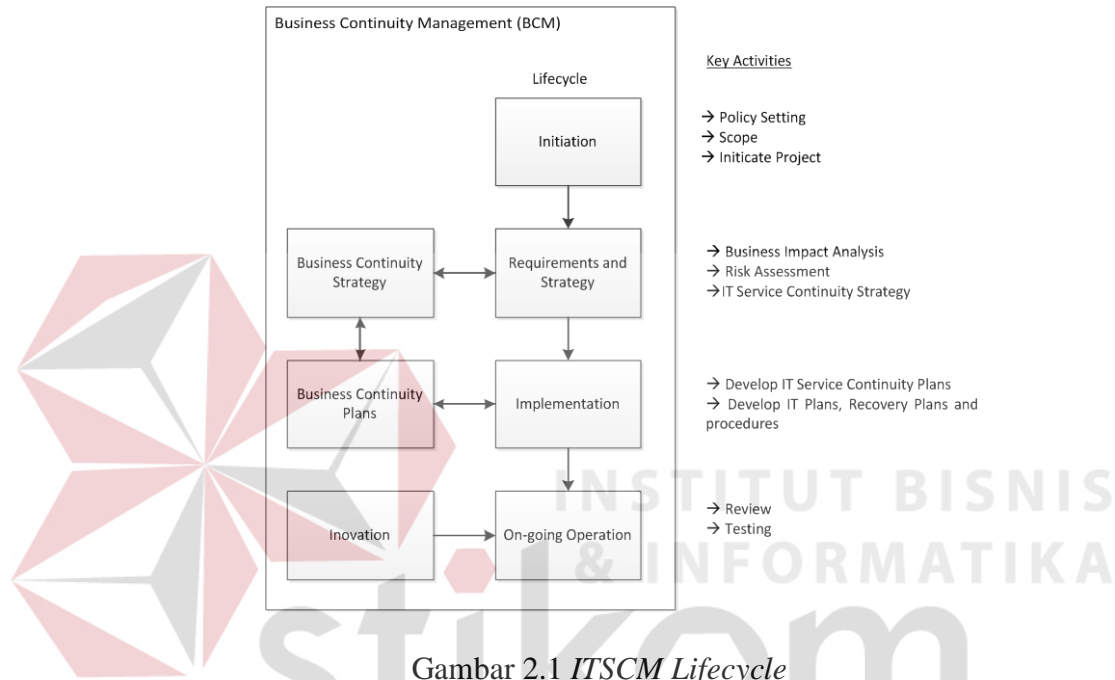 Business Continuity Management (BCM)
Key Activities
Lifecycle
Initiation
→ Policy Setting
→ Scope
→ Initicate Project
Business Continuity
Strategy
Requirements and
Strategy
→ Business Impact Analysis
→ Risk Assessment
→IT Service Continuity Strategy
Business Continuity
Plans
Implementation
→ Develop IT Service Continuity Plans
→ Develop IT Plans, Recovery Plans and
procedures
Inovation
On-going Operation
→ Review
→ Testing
INSTITUT BISNIS
& INFORMATIKA
stikom
Gambar 2.1 ITSCM Lifecycle